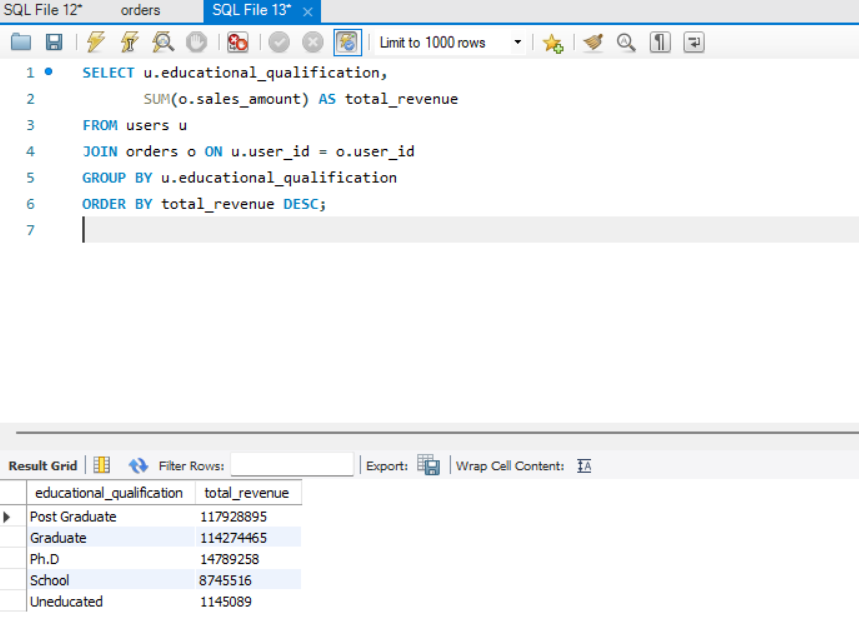 SQL File 12* orders SQL File 13*
Limit to 1000 rows
1 SELECT u.educational_qualification,
2 SUM(o.sales_amount) AS total_revenue
3 FROM users u
4 JOIN orders o ON u.user_id = o.user_id
5 GROUP BY u.educational_qualification
6 ORDER BY total_revenue DESC;
7
Result Grid Filter Rows: Export: Wrap Cell Content:
educational_qualification total_revenue
Post Graduate 117928895
Graduate 114274465
Ph.D 14789258
School 8745516
Uneducated 1145089